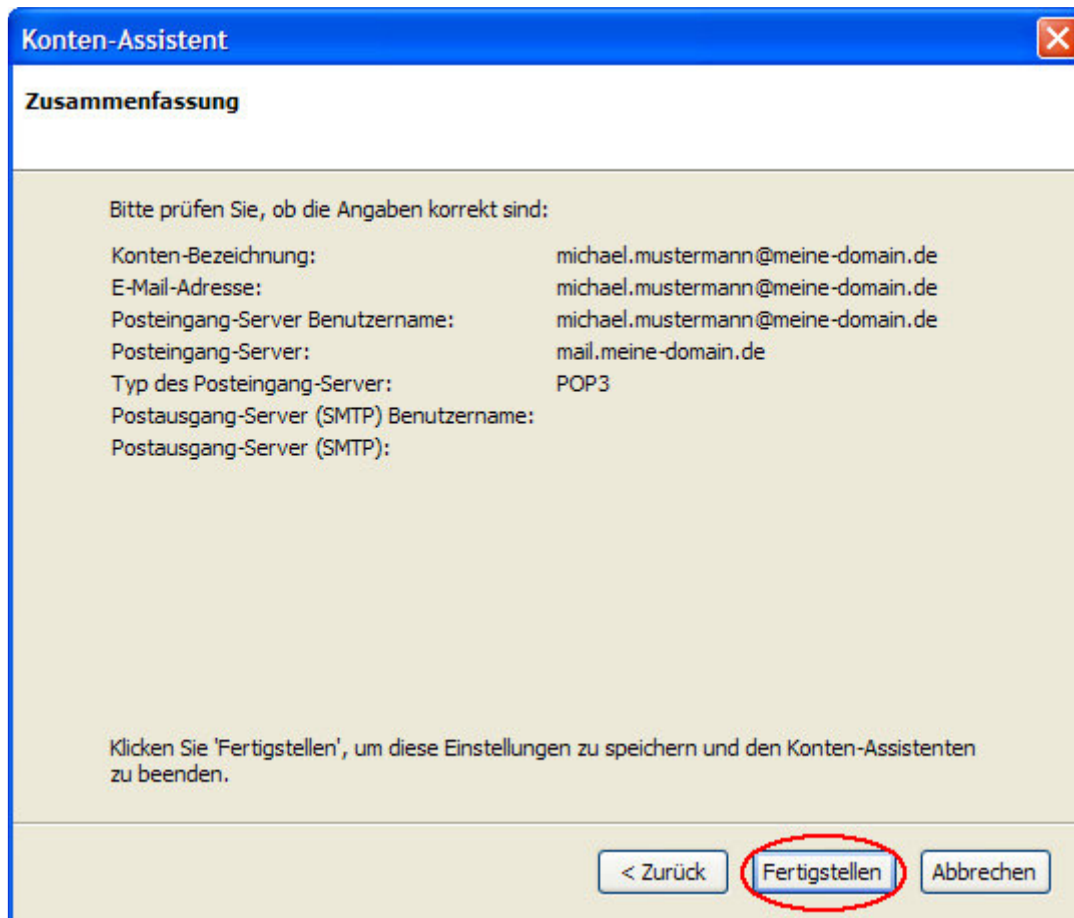 Konten-Assistent
Zusammenfassung
Bitte prüfen Sie, ob die Angaben korrekt sind:
Konten-Bezeichnung: michael.mustermann@meine-domain.de
E-Mail-Adresse: michael.mustermann@meine-domain.de
Posteingang-Server Benutzername: michael.mustermann@meine-domain.de
Posteingang-Server: mail.meine-domain.de
Typ des Posteingang-Server: POP3
Postausgang-Server (SMTP) Benutzername:
Postausgang-Server (SMTP):
Klicken Sie 'Fertigstellen', um diese Einstellungen zu speichern und den Konten-Assistenten
zu beenden.
< Zurück Fertigstellen Abbrechen